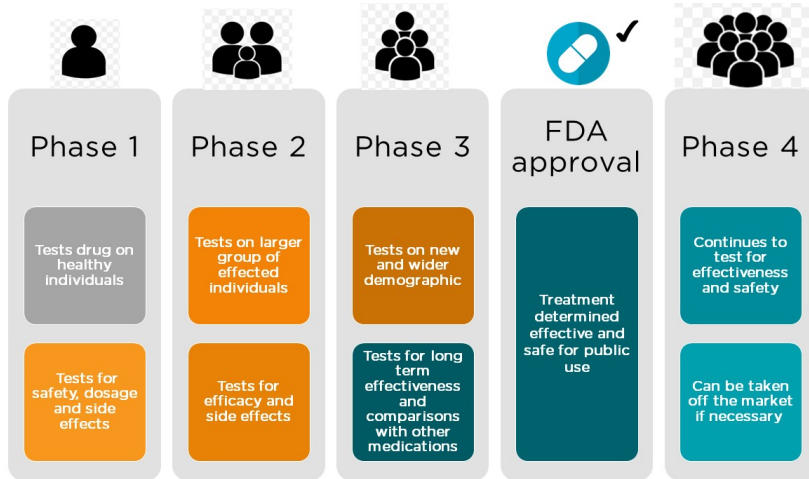 Phase 1
Tests drug on
healthy
individuals
Tests for
safety, dosage
and side
effects
Phase 2
Tests on larger
group of
effected
individuals
Tests for
efficacy and
side effects
Phase 3
Tests on new
and wider
demographic
Tests for long
term
effectiveness
and
comparisons
with other
medications
FDA
approval
Treatment
determined
effective and
safe for public
use
Phase 4
Continues to
test for
effectiveness
and safety
Can be taken
off the market
if necessary